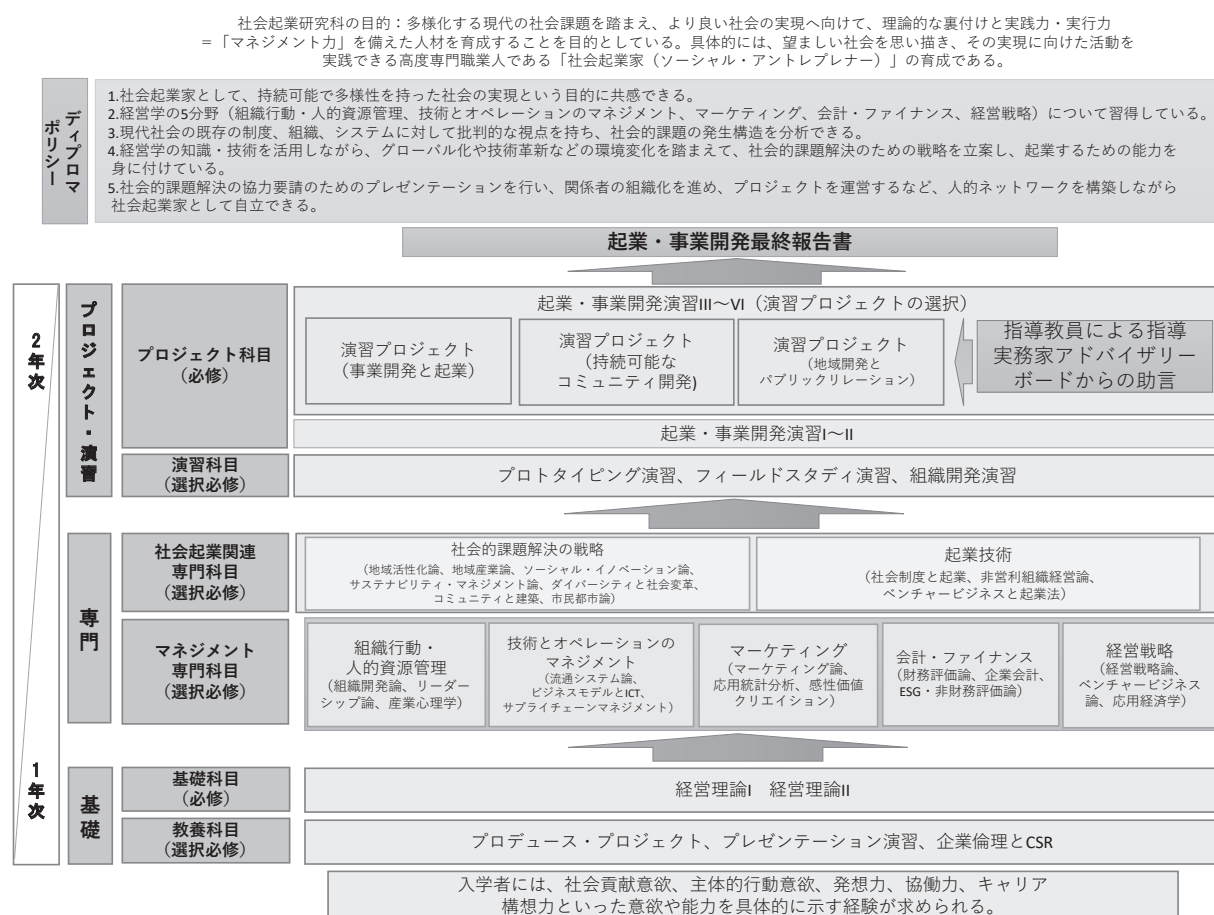 社会起業研究科の目的：多様化する現代の社会課題を踏まえ、より良い社会の実現へ向けて、理論的な裏付けと実践力・実行力
＝「マネジメント力」を備えた人材を育成することを目的としている。具体的には、望ましい社会を思い描き、その実現に向けた活動を
実践できる高度専門職業人である「社会起業家（ソーシャル・アントレプレナー）」の育成である。
ディプロマ
ポリシー
1.社会起業家として、持続可能で多様性を持った社会の実現という目的に共感できる。
2.経営学の5分野（組織行動・人的資源管理、技術とオペレーションのマネジメント、マーケティング、会計・ファイナンス、経営戦略）について習得している。
3.現代社会の既存の制度、組織、システムに対して批判的な視点を持ち、社会的課題の発生構造を分析できる。
4.経営学の知識・技術を活用しながら、グローバル化や技術革新などの環境変化を踏まえて、社会的課題解決のための戦略を立案し、起業するための能力を
身に付けている。
5.社会的課題解決の協力要請のためのプレゼンテーションを行い、関係者の組織化を進め、プロジェクトを運営するなど、人的ネットワークを構築しながら
社会起業家として自立できる。
起業・事業開発最終報告書
2年次
プロジェクト・演習
プロジェクト科目
（必修）
起業・事業開発演習III～VI（演習プロジェクトの選択）
演習プロジェクト
（事業開発と起業）
演習プロジェクト
（持続可能な
コミュニティ開発)
演習プロジェクト
（地域開発と
パブリックリレーション）
指導教員による指導
実務家アドバイザリー
ボードからの助言
起業・事業開発演習I～II
演習科目
（選択必修）
プロトタイピング演習、フィールドスタディ演習、組織開発演習
専門
社会起業関連
専門科目
（選択必修）
社会的課題解決の戦略
（地域活性化論、地域産業論、ソーシャル・イノベーション論、
サステナビリティ・マネジメント論、ダイバーシティと社会変革、
コミュニティと建築、市民都市論）
起業技術
（社会制度と起業、非営利組織経営論、
ベンチャービジネスと起業法）
マネジメント
専門科目
（選択必修）
組織行動・
人的資源管理
（組織開発論、リーダー
シップ論、産業心理学）
技術とオペレーションの
マネジメント
（流通システム論、
ビジネスモデルとICT、
サプライチェーンマネジメント）
マーケティング
（マーケティング論、
応用統計分析、感性価値
クリエイション）
会計・ファイナンス
（財務評価論、企業会計、
ESG・非財務評価論）
経営戦略
（経営戦略論、
ベンチャービジネス
論、応用経済学）
1年次
基礎
基礎科目
（必修）
経営理論I　経営理論II
教養科目
（選択必修）
プロデュース・プロジェクト、プレゼンテーション演習、企業倫理とCSR
入学者には、社会貢献意欲、主体的行動意欲、発想力、協働力、キャリア
構想力といった意欲や能力を具体的に示す経験が求められる。